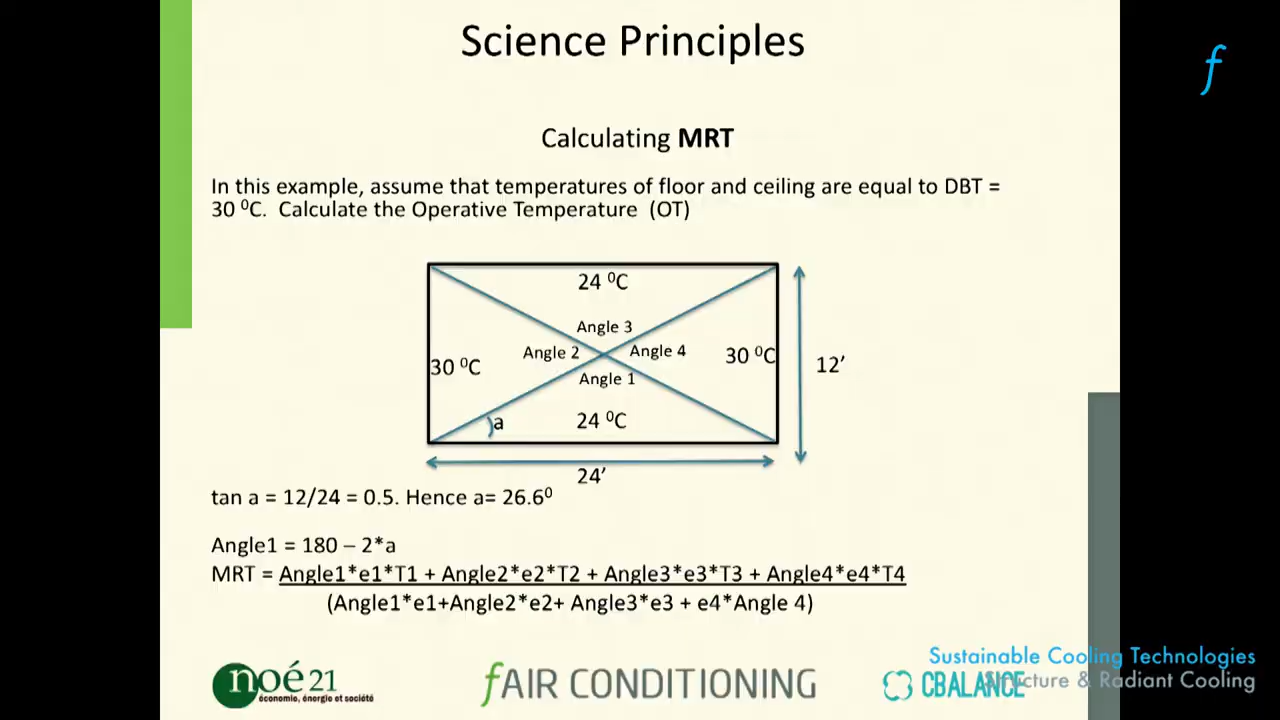 Science Principles
f
Calculating MRT
In this example, assume that temperatures of floor and ceiling are equal to DBT =
30 ⁰C. Calculate the Operative Temperature (OT)
24 ⁰C
Angle 3
Angle 2
Angle 4
30 ⁰C
30 ⁰C
12’
Angle 1
a
24 ⁰C
24’
tan a = 12/24 = 0.5. Hence a= 26.6⁰
Angle1 = 180 – 2*a
MRT = Angle1*e1*T1 + Angle2*e2*T2 + Angle3*e3*T3 + Angle4*e4*T4
(Angle1*e1+Angle2*e2+ Angle3*e3 + e4*Angle 4)
noé21
économie, énergie et société
fAIR CONDITIONING
CBALANCE
Sustainable Cooling Technologies
Structure & Radiant Cooling